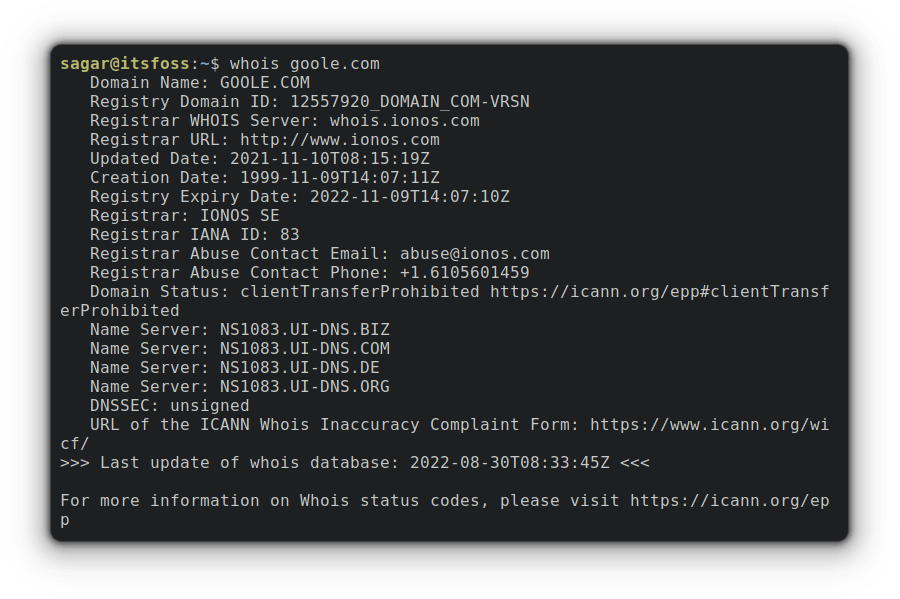 sagar@itsfoss:~$ whois goole.com
   Domain Name: GOOLE.COM
   Registry Domain ID: 12557920_DOMAIN_COM-VRSN
   Registrar WHOIS Server: whois.ionos.com
   Registrar URL: http://www.ionos.com
   Updated Date: 2021-11-10T08:15:19Z
   Creation Date: 1999-11-09T14:07:11Z
   Registry Expiry Date: 2022-11-09T14:07:10Z
   Registrar: IONOS SE
   Registrar IANA ID: 83
   Registrar Abuse Contact Email: abuse@ionos.com
   Registrar Abuse Contact Phone: +1.6105601459
   Domain Status: clientTransferProhibited https://icann.org/epp#clientTransf
erProhibited
   Name Server: NS1083.UI-DNS.BIZ
   Name Server: NS1083.UI-DNS.COM
   Name Server: NS1083.UI-DNS.DE
   Name Server: NS1083.UI-DNS.ORG
   DNSSEC: unsigned
   URL of the ICANN Whois Inaccuracy Complaint Form: https://www.icann.org/wi
cf/
>>> Last update of whois database: 2022-08-30T08:33:45Z <<<

For more information on Whois status codes, please visit https://icann.org/ep
p